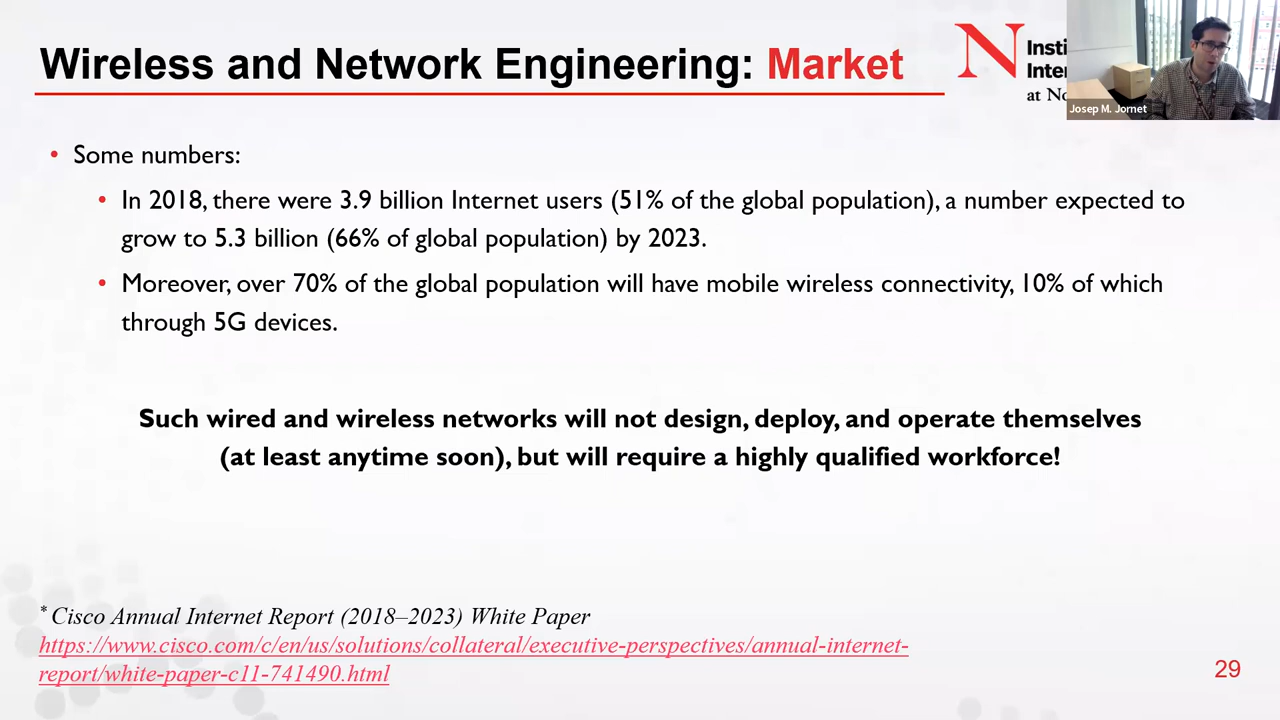 Wireless and Network Engineering: Market
N
Insti
Inter
at No
Josep M. Jornet
• Some numbers:
• In 2018, there were 3.9 billion Internet users (51% of the global population), a number expected to
grow to 5.3 billion (66% of global population) by 2023.
• Moreover, over 70% of the global population will have mobile wireless connectivity, 10% of which
through 5G devices.
Such wired and wireless networks will not design, deploy, and operate themselves
(at least anytime soon), but will require a highly qualified workforce!
* Cisco Annual Internet Report (2018–2023) White Paper
https://www.cisco.com/c/en/us/solutions/collateral/executive-perspectives/annual-internet-
report/white-paper-c11-741490.html
29